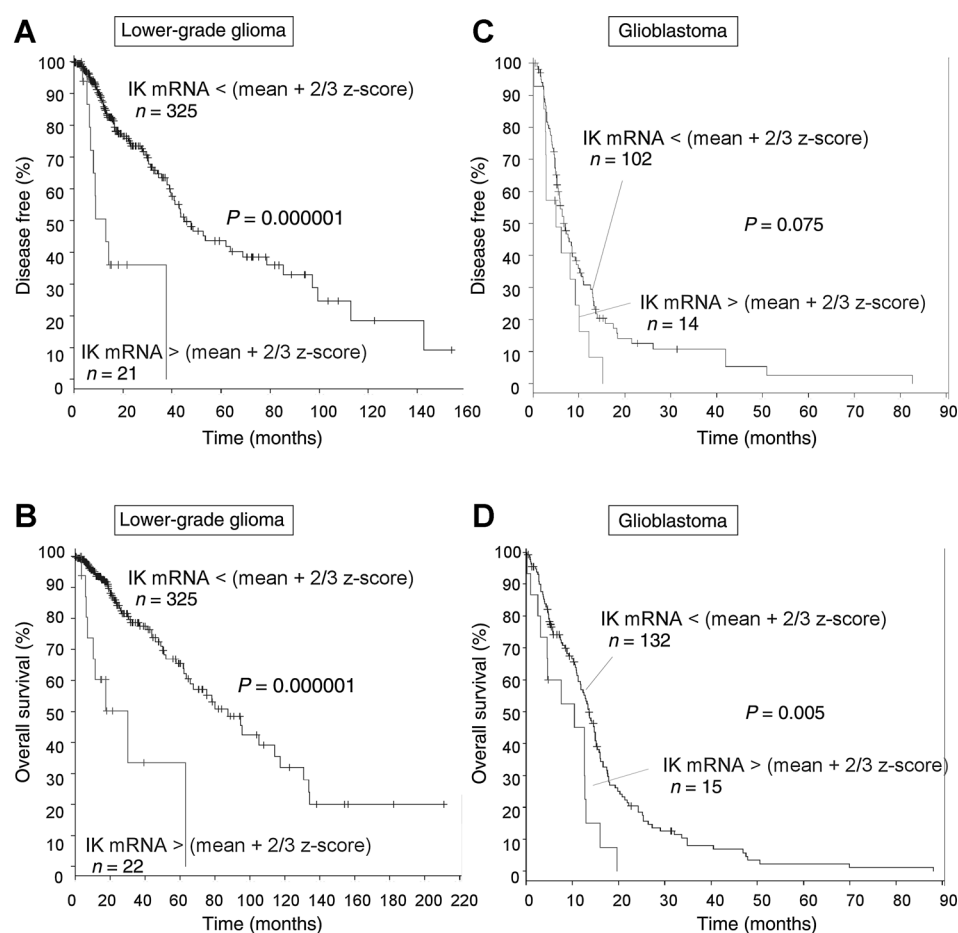 A
Lower-grade glioma
Disease free (%)
100
90
80
70
60
50
40
30
20
10
0
IK mRNA < (mean + 2/3 z-score)
n = 325
P = 0.000001
IK mRNA > (mean + 2/3 z-score)
n = 21
0 20 40 60 80 100 120 140 160
Time (months)
C
Glioblastoma
Disease free (%)
100
90
80
70
60
50
40
30
20
10
0
IK mRNA < (mean + 2/3 z-score)
n = 102
P = 0.075
IK mRNA > (mean + 2/3 z-score)
n = 14
0 10 20 30 40 50 60 70 80 90
Time (months)
B
Lower-grade glioma
Overall survival (%)
100
90
80
70
60
50
40
30
20
10
0
IK mRNA < (mean + 2/3 z-score)
n = 325
P = 0.000001
IK mRNA > (mean + 2/3 z-score)
n = 22
0 20 40 60 80 100 120 140 160 180 200 220
Time (months)
D
Glioblastoma
Overall survival (%)
100
90
80
70
60
50
40
30
20
10
0
IK mRNA < (mean + 2/3 z-score)
n = 132
P = 0.005
IK mRNA > (mean + 2/3 z-score)
n = 15
0 10 20 30 40 50 60 70 80 90
Time (months)